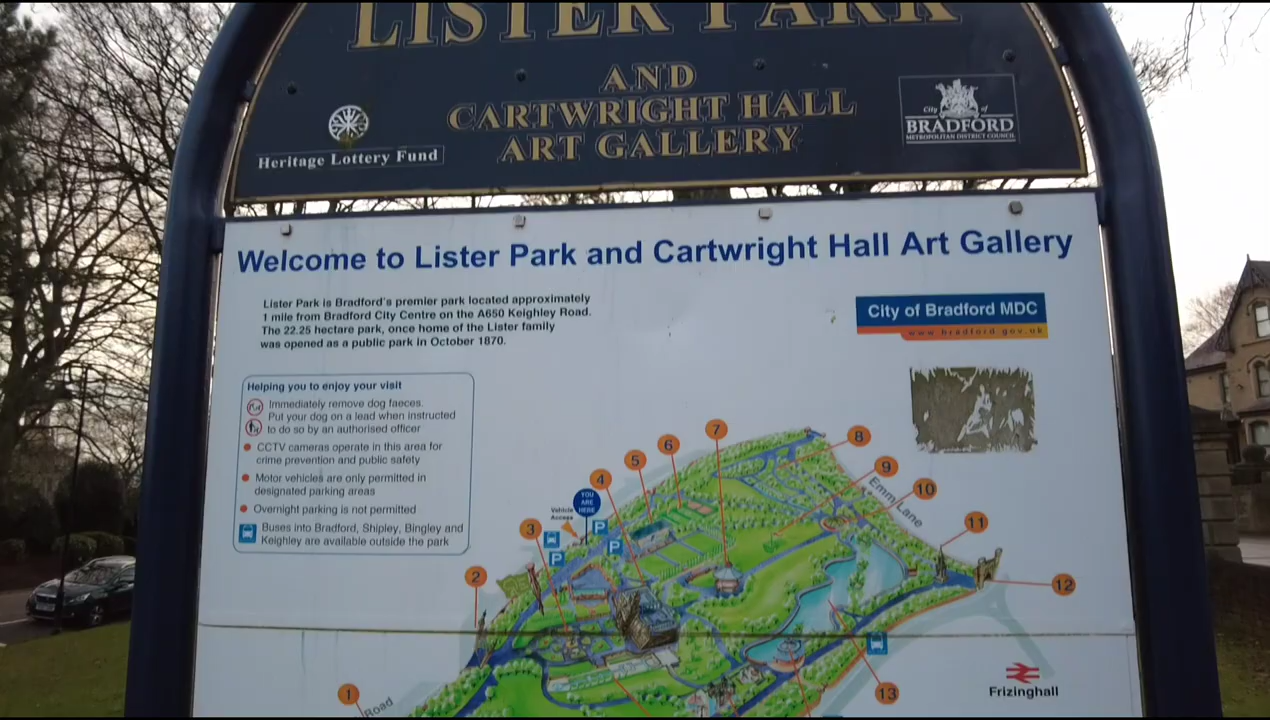 LISTER PARK
AND
CARTWRIGHT HALL
ART GALLERY
Heritage Lottery Fund
City of
BRADFORD
METROPOLITAN DISTRICT COUNCIL
Welcome to Lister Park and Cartwright Hall Art Gallery
Lister Park is Bradford's premier park located approximately
1 mile from Bradford City Centre on the A650 Keighley Road.
The 22.25 hectare park, once home of the Lister family
was opened as a public park in October 1870.
City of Bradford MDC
www.bradford.gov.uk
Helping you to enjoy your visit
Immediately remove dog faeces.
Put your dog on a lead when instructed
to do so by an authorised officer
CCTV cameras operate in this area for
crime prevention and public safety
Motor vehicles are only permitted in
designated parking areas
Overnight parking is not permitted
Buses into Bradford, Shipley, Bingley and
Keighley are available outside the park
7
8
6
5
9
4
10
Emm Lane
YOU
ARE
HERE
Vehicle
Access
3
P
P
P
11
2
12
13
1
Road
Frizinghall